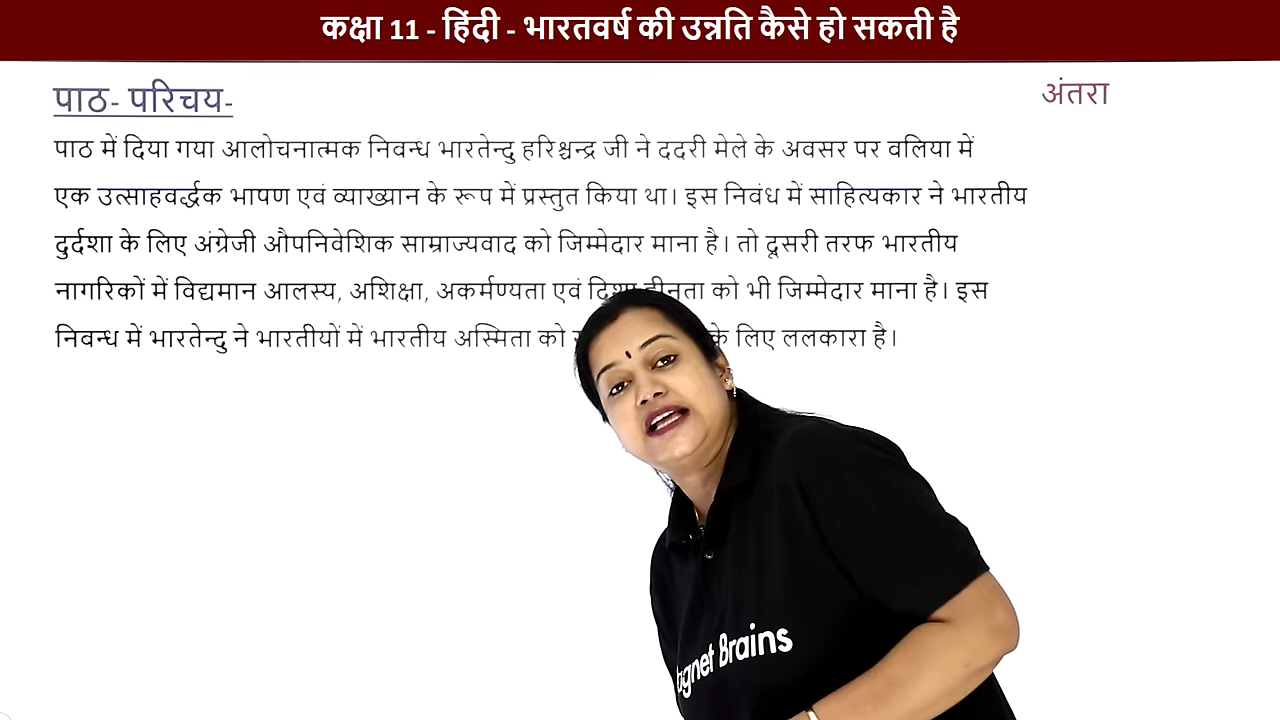 कक्षा 11 - हिंदी - भारतवर्ष की उन्नति कैसे हो सकती है
पाठ- परिचय-
अंतरा
पाठ में दिया गया आलोचनात्मक निवन्ध भारतेन्दु हरिश्चन्द्र जी ने ददरी मेले के अवसर पर वलिया में
एक उत्साहवर्द्धक भाषण एवं व्याख्यान के रूप में प्रस्तुत किया था। इस निवंध में साहित्यकार ने भारतीय
दुर्दशा के लिए अंग्रेजी औपनिवेशिक साम्राज्यवाद को जिम्मेदार माना है। तो दूसरी तरफ भारतीय
नागरिकों में विद्यमान आलस्य, अशिक्षा, अकर्मण्यता एवं को भी जिम्मेदार माना है। इस
निवन्ध में भारतेन्दु ने भारतीयों में भारतीय अस्मिता को के लिए ललकारा है।
Brains